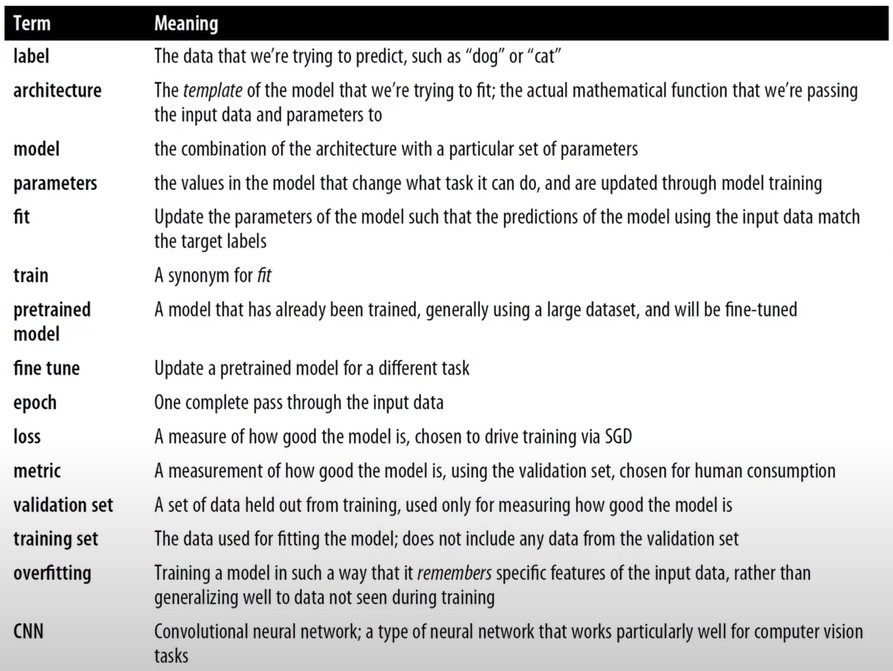 Term Meaning
label The data that we’re trying to predict, such as “dog” or “cat”
architecture The template of the model that we’re trying to fit; the actual mathematical function that we’re passing
the input data and parameters to
model the combination of the architecture with a particular set of parameters
parameters the values in the model that change what task it can do, and are updated through model training
fit Update the parameters of the model such that the predictions of the model using the input data match
the target labels
train A synonym for fit
pretrained A model that has already been trained, generally using a large dataset, and will be fine-tuned
model
fine tune Update a pretrained model for a different task
epoch One complete pass through the input data
loss A measure of how good the model is, chosen to drive training via SGD
metric A measurement of how good the model is, using the validation set, chosen for human consumption
validation set A set of data held out from training, used only for measuring how good the model is
training set The data used for fitting the model; does not include any data from the validation set
overfitting Training a model in such a way that it remembers specific features of the input data, rather than
generalizing well to data not seen during training
CNN Convolutional neural network; a type of neural network that works particularly well for computer vision
tasks